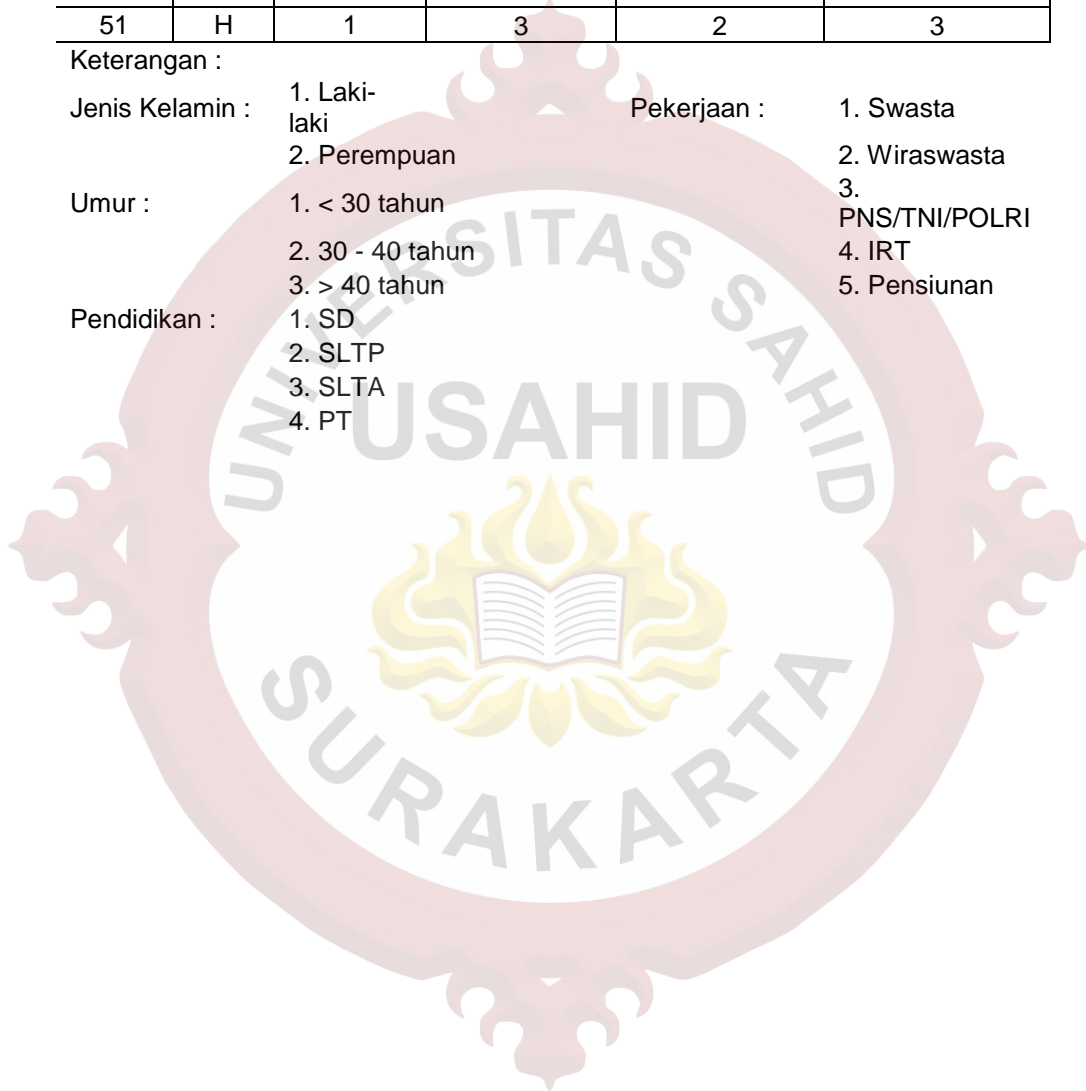 51 H 1 3 2 3
Keterangan :
Jenis Kelamin : 1. Laki-laki Pekerjaan : 1. Swasta
2. Perempuan 2. Wiraswasta
Umur : 1. < 30 tahun 3. PNS/TNI/POLRI
2. 30 - 40 tahun 4. IRT
3. > 40 tahun 5. Pensiunan
Pendidikan : 1. SD
2. SLTP
3. SLTA
4. PT
UNIVERSITAS SAHID
USAHID
SURAKARTA